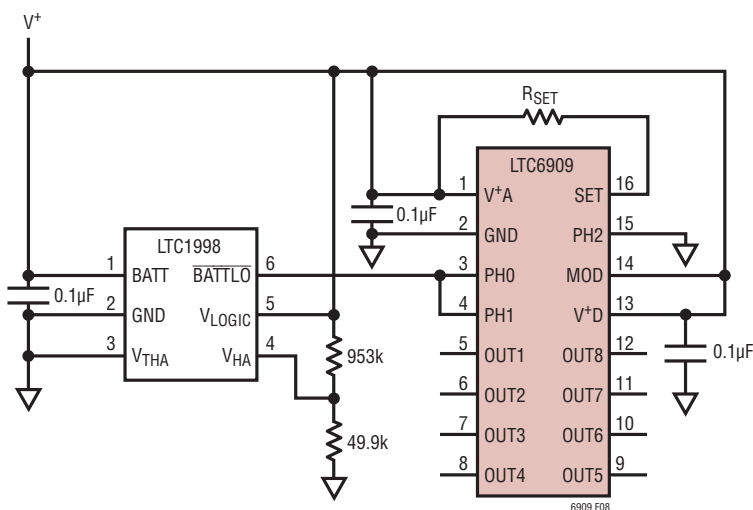 V+
RSET
LTC6909
1
V+A
SET
16
0.1µF
2
GND
PH2
15
LTC1998
1
BATT
BATTLO
6
3
PH0
MOD
14
0.1µF
2
GND
VLOGIC
5
4
PH1
V+D
13
3
VTHA
VHA
4
953k
5
OUT1
OUT8
12
0.1µF
6
OUT2
OUT7
11
49.9k
7
OUT3
OUT6
10
8
OUT4
OUT5
9
6909 F08